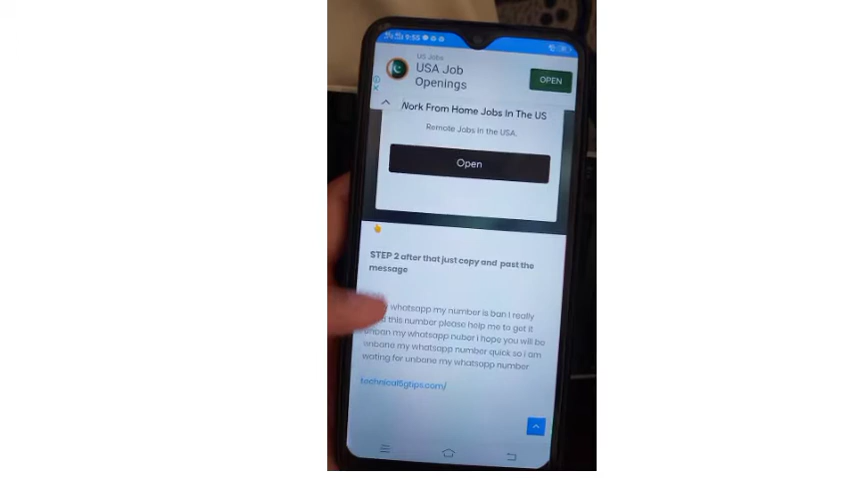 9:55
US Jobs
USA Job
Openings
OPEN
Work From Home Jobs In The US
Remote Jobs in the USA.
Open
STEP 2 after that just copy and past the
message
whatsapp my number is ban I really
this number please help me to get it
unban my whatsapp nuber i hope you will be
unbane my whatsapp number quick so i am
wating for unbane my whatsapp number
technical5gtips.com/